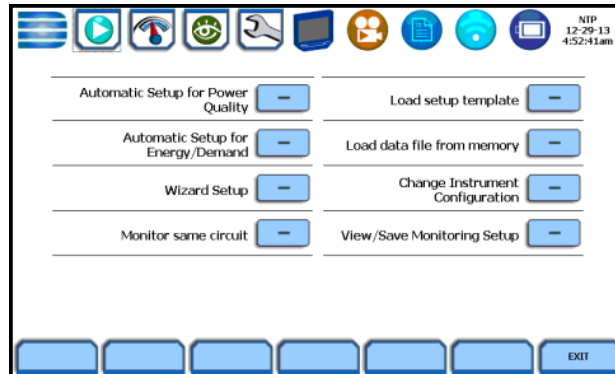 NTP
12-29-13
4:52:41am
Automatic Setup for Power
Quality
Load setup template
Automatic Setup for
Energy/Demand
Load data file from memory
Wizard Setup
Change Instrument
Configuration
Monitor same circuit
View/Save Monitoring Setup
EXIT